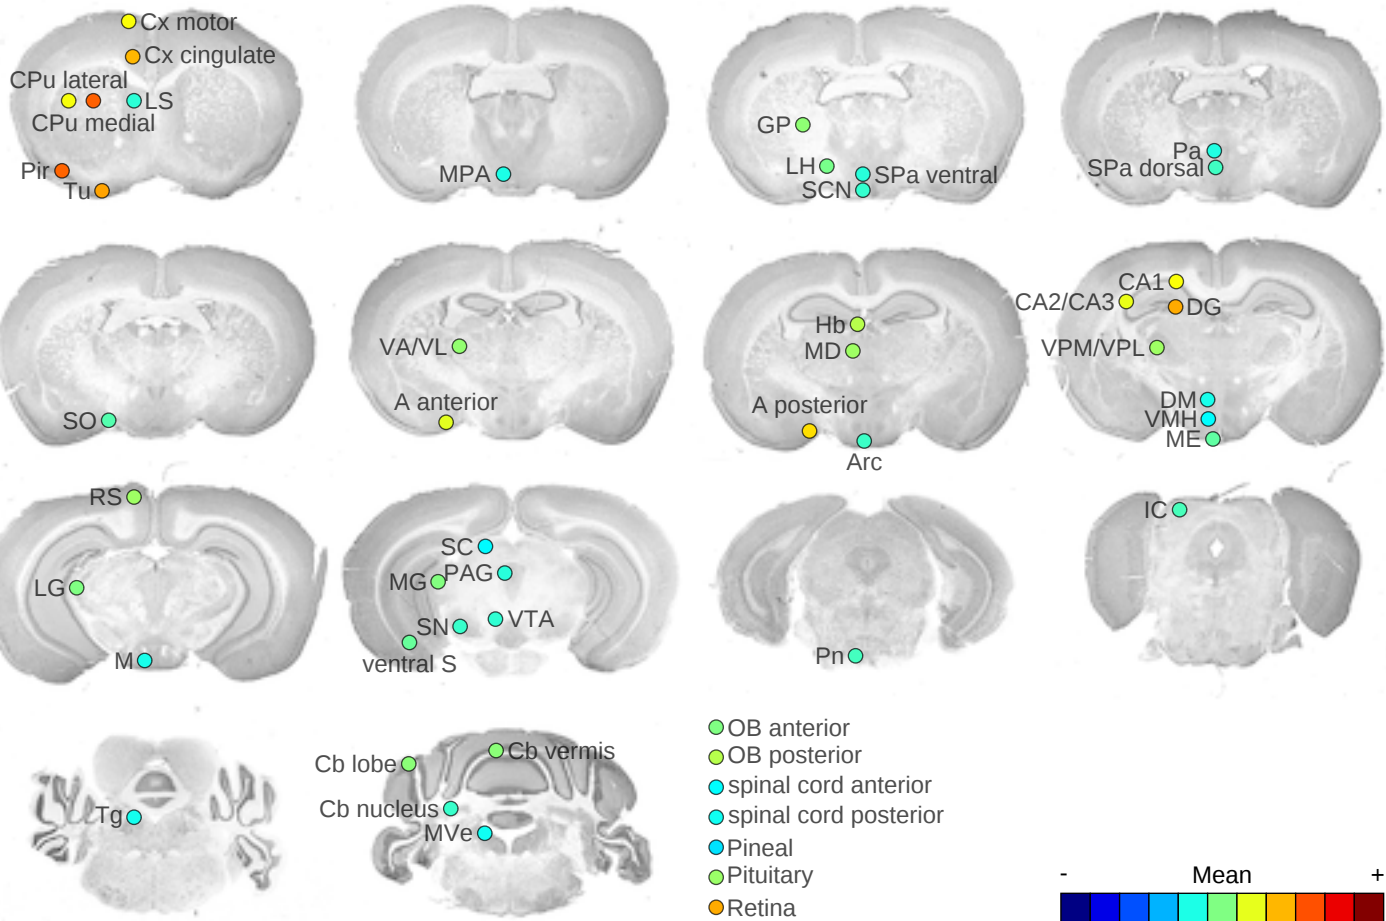 Cx motor
Cx cingulate
CPu lateral
LS
CPu medial
Pir
Tu
MPA
GP
LH
SPa ventral
SCN
Pa
SPa dorsal
SO
VA/VL
A anterior
Hb
MD
A posterior
Arc
CA1
CA2/CA3
DG
VPM/VPL
DM
VMH
ME
RS
LG
M
SC
PAG
MG
SN
VTA
ventral S
Pn
IC
Tg
Cb lobe
Cb vermis
Cb nucleus
MVe
OB anterior
OB posterior
spinal cord anterior
spinal cord posterior
Pineal
Pituitary
Retina
- Mean +